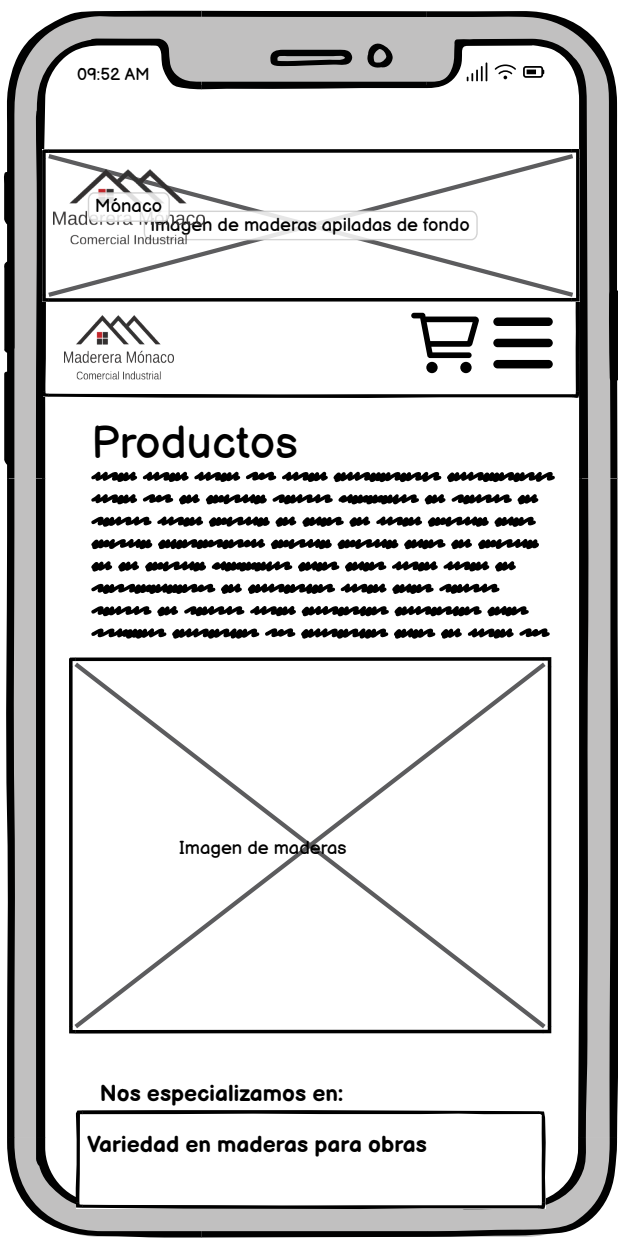 09:52 AM
Mónaco
Maderera Mónaco
Imagen de maderas apiladas de fondo
Comercial Industrial
Maderera Mónaco
Comercial Industrial
Productos
Imagen de maderas
Nos especializamos en:
Variedad en maderas para obras